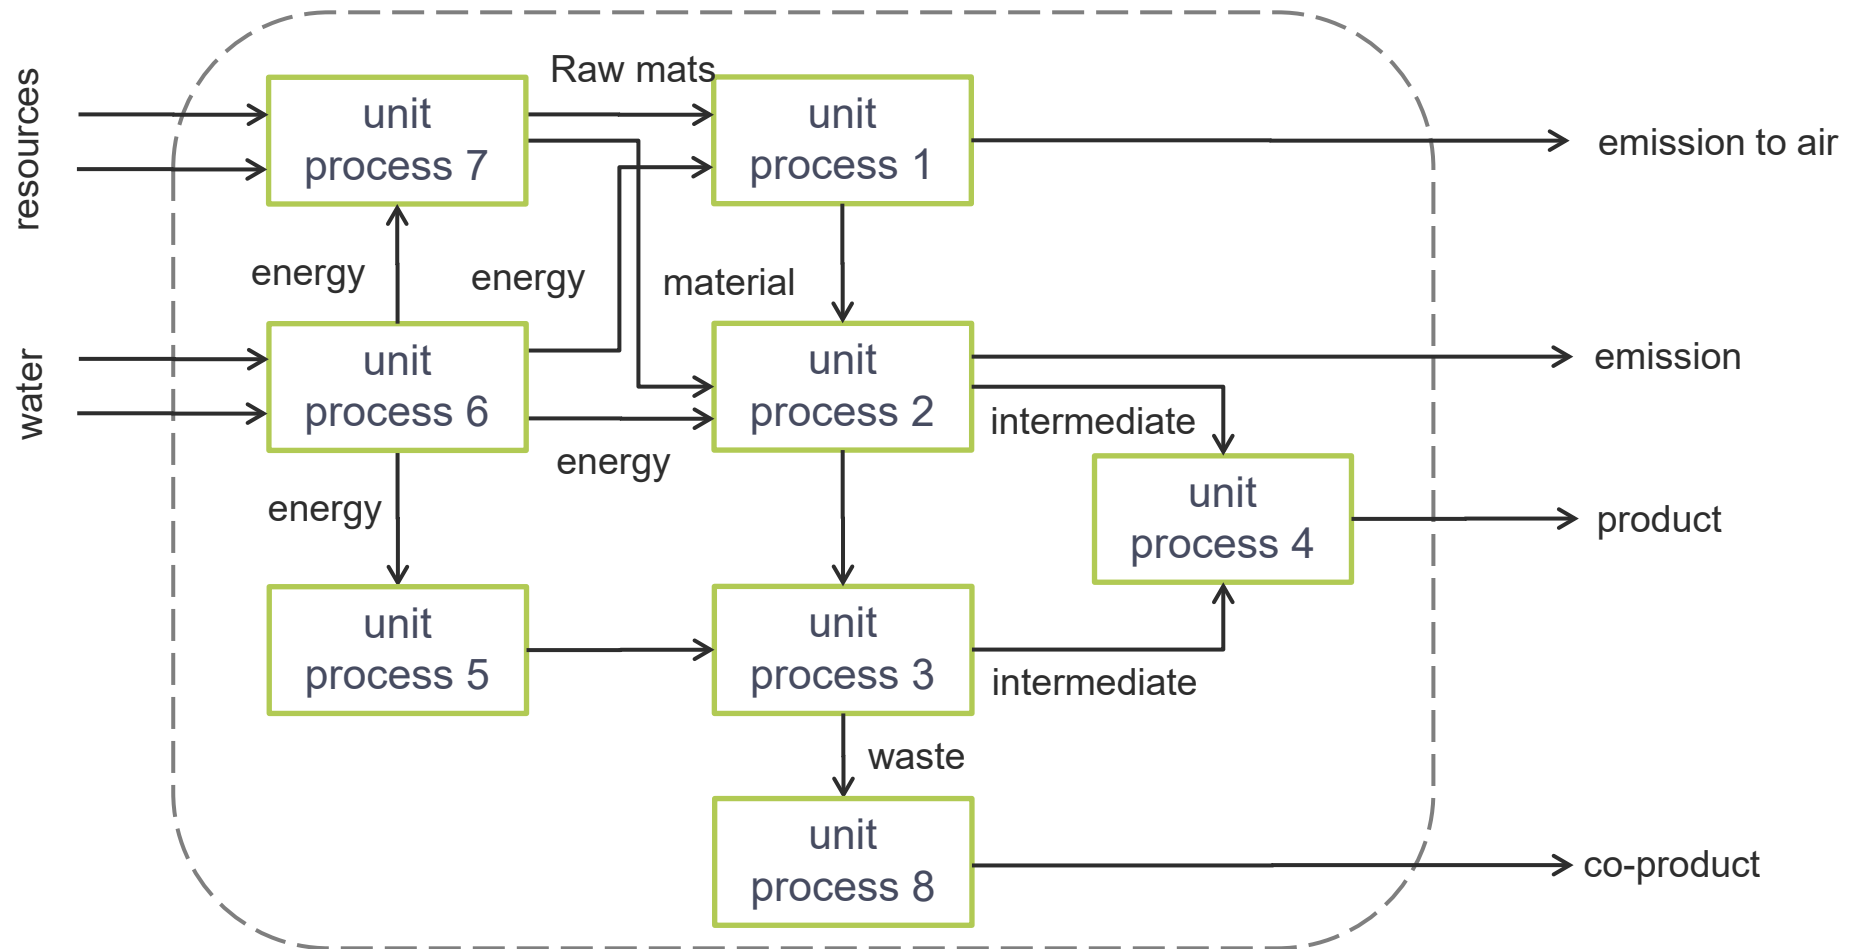 resources
water
Raw mats
unit
process 7
unit
process 1
emission to air
energy
energy
material
unit
process 6
unit
process 2
emission
intermediate
energy
energy
unit
process 4
product
unit
process 5
unit
process 3
intermediate
waste
unit
process 8
co-product